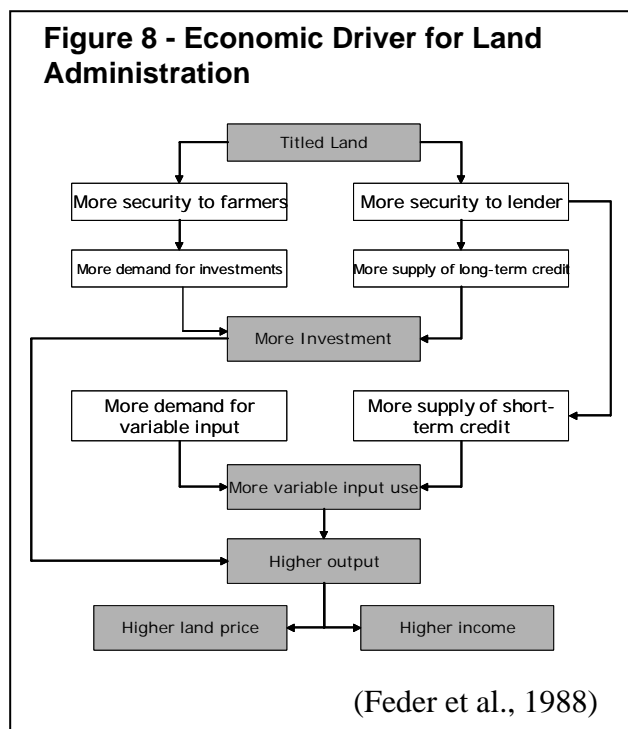 Figure 8 - Economic Driver for Land
Administration
Titled Land
More security to farmers
More security to lender
More demand for investments
More supply of long-term credit
More Investment
More demand for
variable input
More supply of short-
term credit
More variable input use
Higher output
Higher land price
Higher income
(Feder et al., 1988)